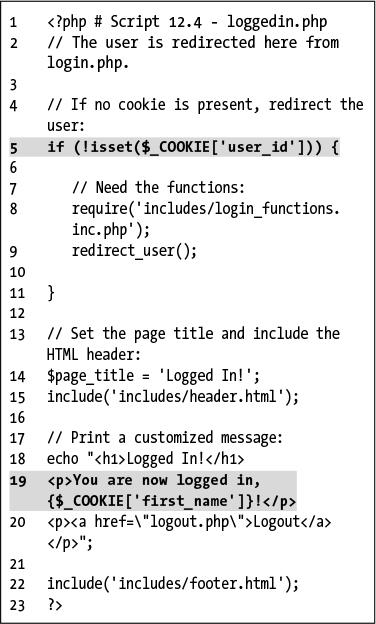 1 <?php # Script 12.4 - loggedin.php
2 // The user is redirected here from
login.php.
3
4 // If no cookie is present, redirect the
user:
5 if (!isset($_COOKIE['user_id'])) {
6
7 // Need the functions:
8 require('includes/login_functions.
inc.php');
9 redirect_user();
10
11 }
12
13 // Set the page title and include the
HTML header:
14 $page_title = 'Logged In!';
15 include('includes/header.html');
16
17 // Print a customized message:
18 echo "<h1>Logged In!</h1>
19 <p>You are now logged in,
{$_COOKIE['first_name']}!</p>
20 <p><a href=\"logout.php\">Logout</a>
</p>";
21
22 include('includes/footer.html');
23 ?>